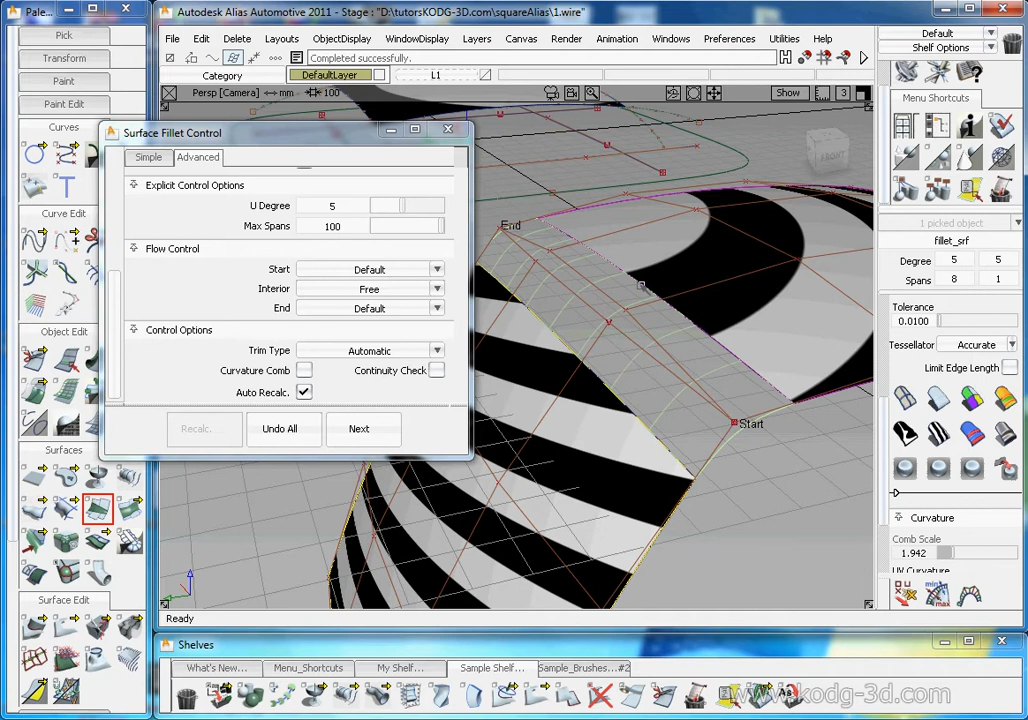 Pale...
Autodesk Alias Automotive 2011 - Stage : "D:\tutorsKODG-3D.com\squareAlias\1.wire"
File Edit Delete Layouts ObjectDisplay WindowDisplay Layers Canvas Render Animation Windows Preferences Utilities Help
Completed successfully.
Category DefaultLayer L1
Persp [Camera] mm 100 Show 3
Default
Shelf Options
Menu Shortcuts
Pick
Transform
Paint
Paint Edit
Curves
Curve Edit
Object Edit
Surfaces
Surface Edit
Surface Fillet Control
Simple Advanced
Explicit Control Options
U Degree 5
Max Spans 100
Flow Control
Start Default
Interior Free
End Default
Control Options
Trim Type Automatic
Curvature Comb Continuity Check
Auto Recalc.
Recalc. Undo All Next
FRONT
End
Start
1 picked object
fillet_srf
Degree 5 5
Spans 8 1
Tolerance
0.0100
Tessellator Accurate
Limit Edge Length
Curvature
Comb Scale
1.942
UV Curvature
Ready
Shelves
What's New... Menu_Shortcuts My Shelf... Sample Shelf... Sample_Brushes...#2
www.kodg-3d.com